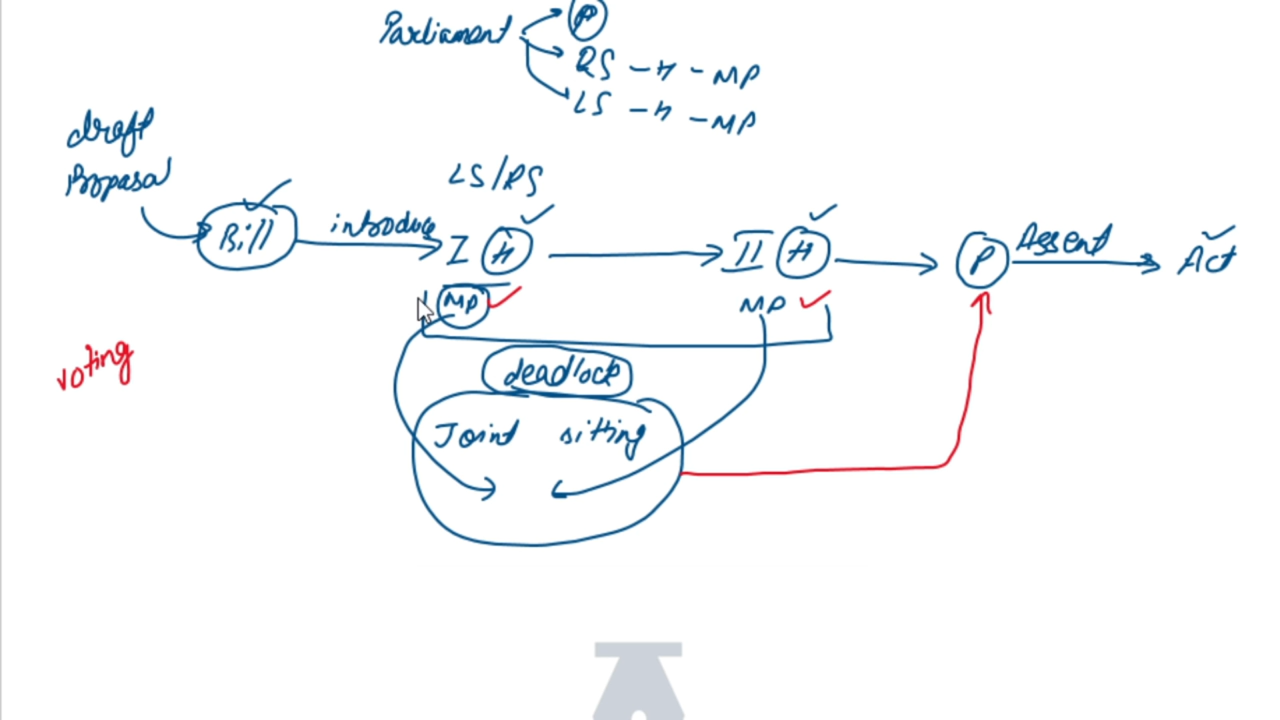 Parliament P
RS - H - MP
LS - H - MP
draft
Proposal
LS/RS
Bill introduce I H II H P Assent Act
MP MP
voting
deadlock
Joint sitting